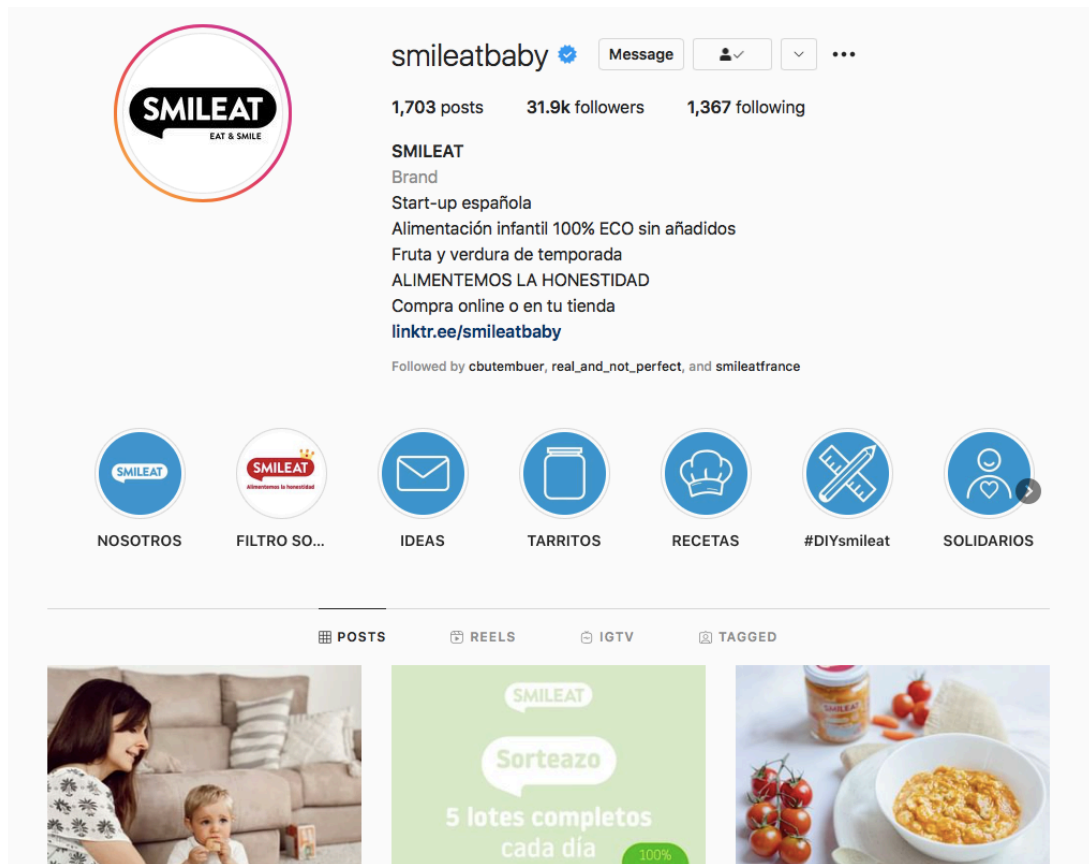 SMILEAT
EAT & SMILE
smileatbaby
Message
1,703 posts 31.9k followers 1,367 following
SMILEAT
Brand
Start-up española
Alimentación infantil 100% ECO sin añadidos
Fruta y verdura de temporada
ALIMENTEMOS LA HONESTIDAD
Compra online o en tu tienda
linktr.ee/smileatbaby
Followed by cbutembuer, real_and_not_perfect, and smileatfrance
SMILEAT
SMILEAT
Alimentemos la honestidad
NOSOTROS FILTRO SO... IDEAS TARRITOS RECETAS #DIYsmileat SOLIDARIOS
POSTS REELS IGTV TAGGED
SMILEAT
Sorteazo
5 lotes completos
cada día
100%
SMILEAT